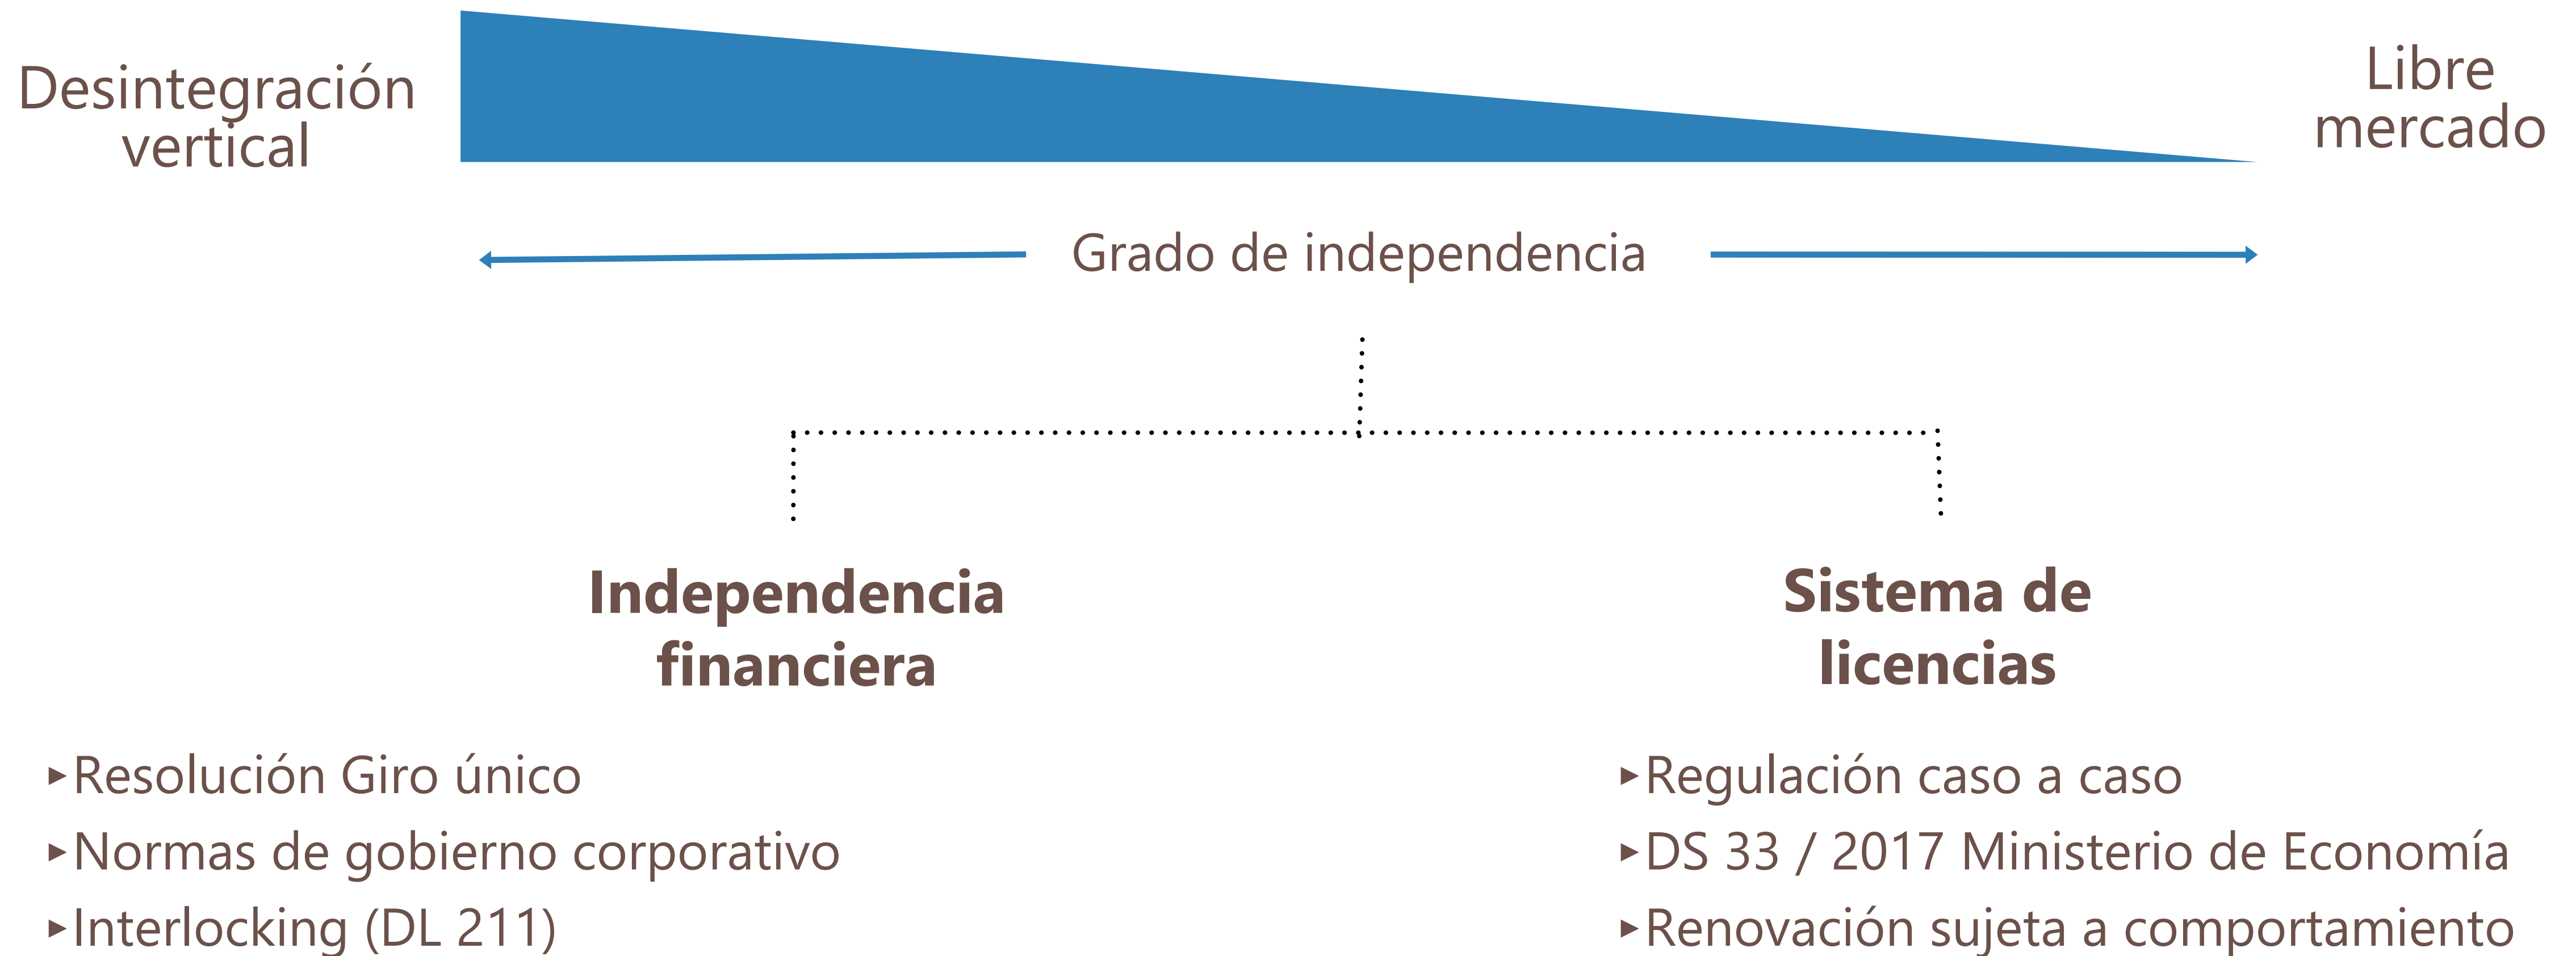 Desintegración
vertical
Libre
mercado
Grado de independencia
Independencia
financiera
▸Resolución Giro único
▸Normas de gobierno corporativo
▸Interlocking (DL 211)
Sistema de
licencias
▸Regulación caso a caso
▸DS 33 / 2017 Ministerio de Economía
▸Renovación sujeta a comportamiento